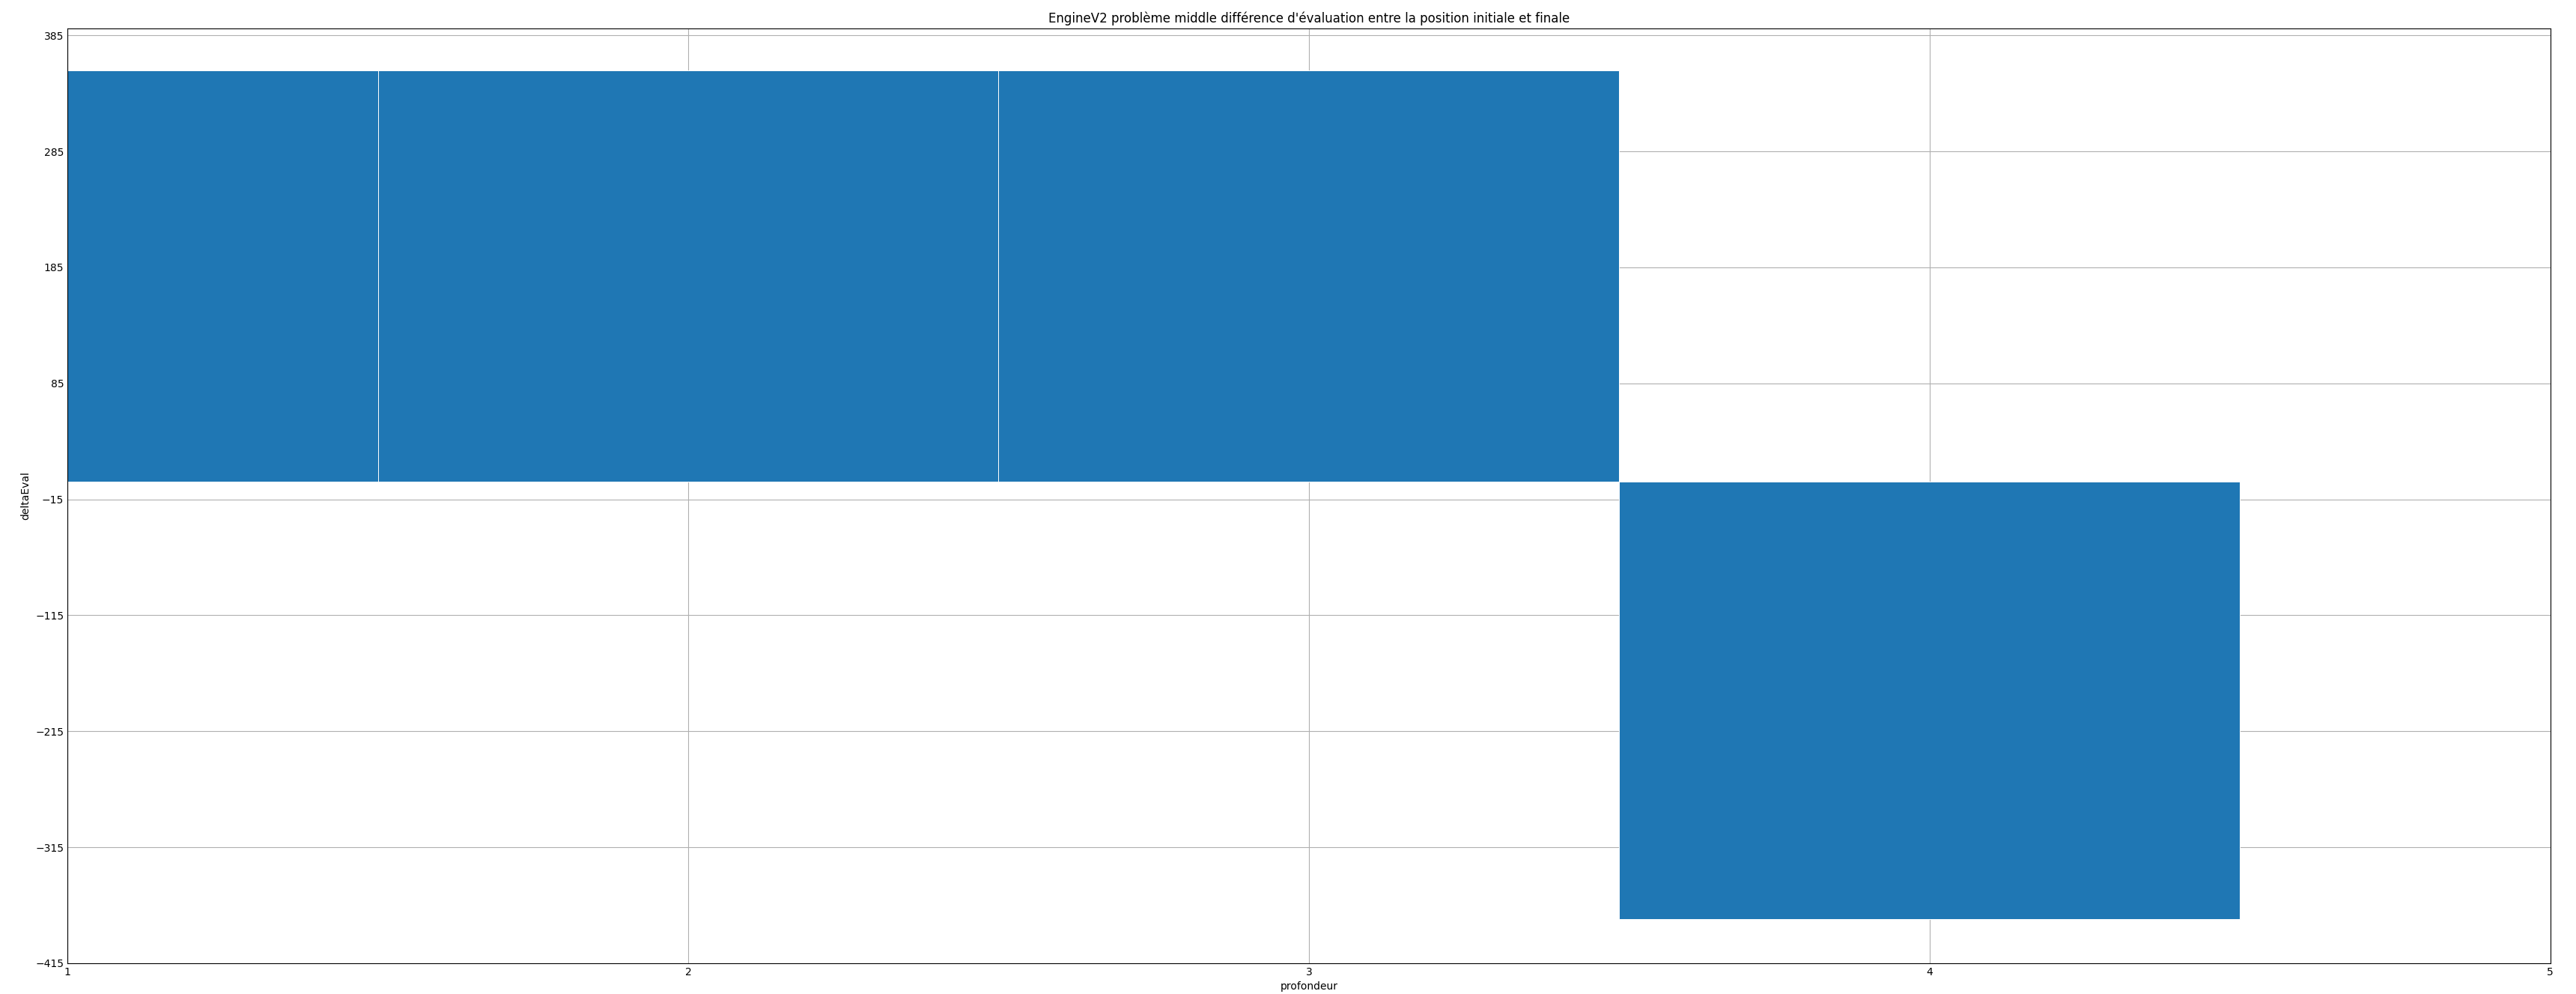 EngineV2 problème middle différence d'évaluation entre la position initiale et finale
385
285
185
85
−15
−115
−215
−315
−415
deltaEval
1 2 3 4 5
profondeur